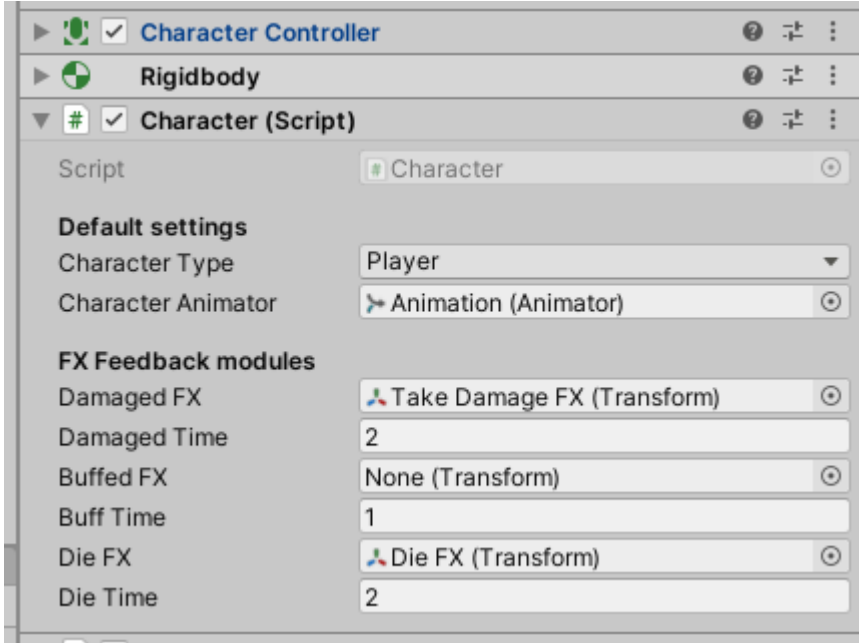 Character Controller
Rigidbody
# Character (Script)
Script # Character
Default settings
Character Type Player
Character Animator Animation (Animator)
FX Feedback modules
Damaged FX Take Damage FX (Transform)
Damaged Time 2
Buffed FX None (Transform)
Buff Time 1
Die FX Die FX (Transform)
Die Time 2